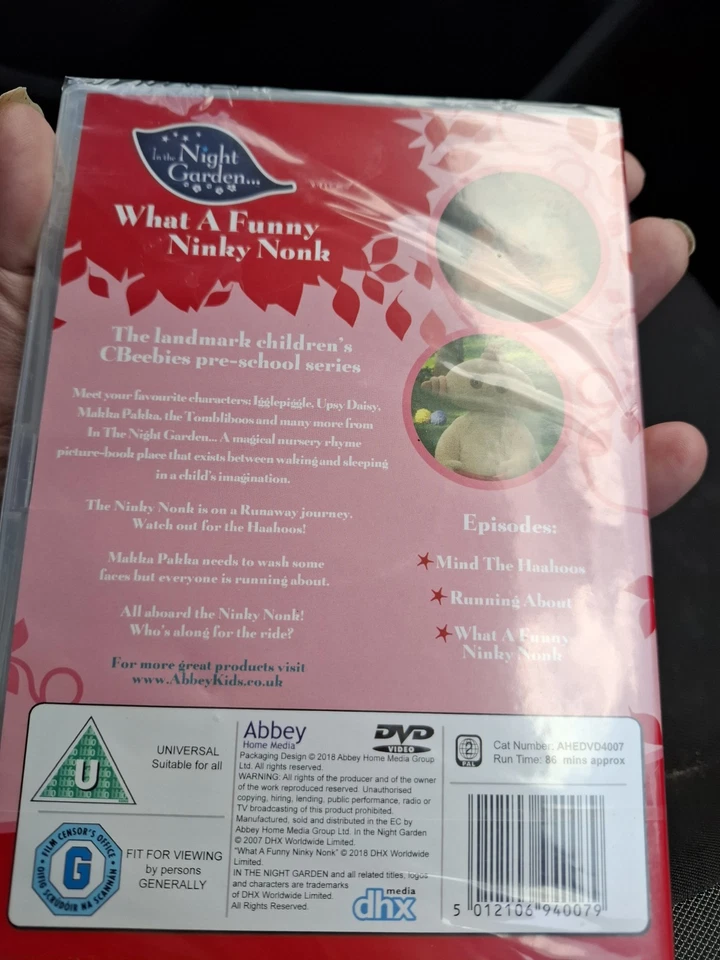 In the Night
Garden...
What A Funny
Ninky Nonk
The landmark children's
CBeebies pre-school series
Meet your favourite characters: Igglepiggle, Upsy Daisy,
Makka Pakka, the Tombliboos and many more from
In The Night Garden... A magical nursery rhyme
picture-book place that exists between waking and sleeping
in a child's imagination.
The Ninky Nonk is on a Runaway journey.
Watch out for the Haahoos!
Makka Pakka needs to wash some
faces but everyone is running about.
All aboard the Ninky Nonk!
Who's along for the ride?
For more great products visit
www.AbbeyKids.co.uk
Episodes:
Mind The Haahoos
Running About
What A Funny
Ninky Nonk
U
UNIVERSAL
Suitable for all
FILM CENSOR'S OFFICE
G
OIFIG SCRÚDÓIR NA SCANNÁN
FIT FOR VIEWING
by persons
GENERALLY
Abbey
Home Media
DVD
VIDEO
Packaging Design © 2018 Abbey Home Media Group
Ltd. All rights reserved.
WARNING: All rights of the producer and of the owner
of the work reproduced reserved. Unauthorised
copying, hiring, lending, public performance, radio or
TV broadcasting of this product prohibited.
Manufactured, sold and distributed in the EC by
Abbey Home Media Group Ltd. In the Night Garden
© 2007 DHX Worldwide Limited.
"What A Funny Ninky Nonk" © 2018 DHX Worldwide
Limited.
IN THE NIGHT GARDEN and all related titles, logos
and characters are trademarks
of DHX Worldwide Limited.
All Rights Reserved.
dhx media
2
PAL
Cat Number: AHEDVD4007
Run Time: 86 mins approx
5 012106 940079